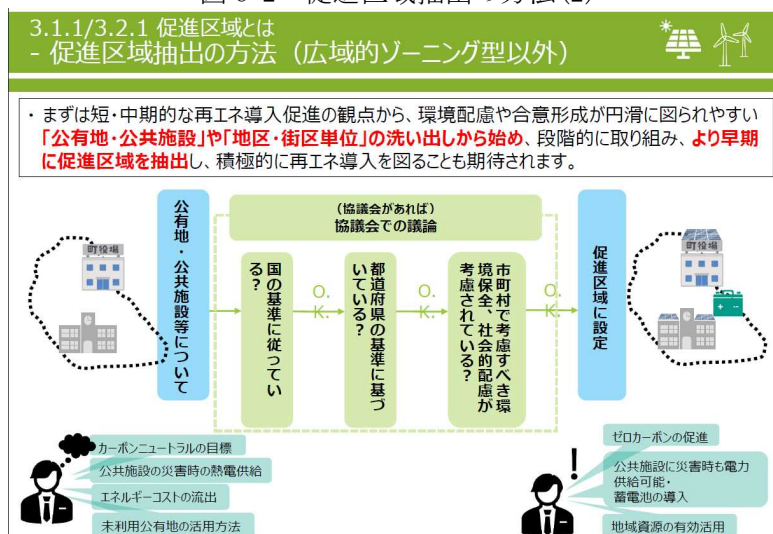 3.1.1/3.2.1 促進区域とは
- 促進区域抽出の方法（広域的ゾーニング型以外）
・まずは短・中期的な再エネ導入促進の観点から、環境配慮や合意形成が円滑に図られやすい
「公有地・公共施設」や「地区・街区単位」の洗い出しから始め、段階的に取り組み、より早期
に促進区域を抽出し、積極的に再エネ導入を図ることも期待されます。
町役場
公有地・公共施設等について
（協議会があれば）
協議会での議論
国の基準に従ってい
る？
O.
K.
都道府県の基準に基づ
いている？
O.
K.
市町村で考慮すべき環
境保全、社会的配慮が
考慮されている？
O.
K.
促進区域に設定
町役場
カーボンニュートラルの目標
公共施設の災害時の熱電供給
エネルギーコストの流出
未利用公有地の活用方法
！
ゼロカーボンの促進
公共施設に災害時も電力
供給可能・
蓄電池の導入
地域資源の有効活用